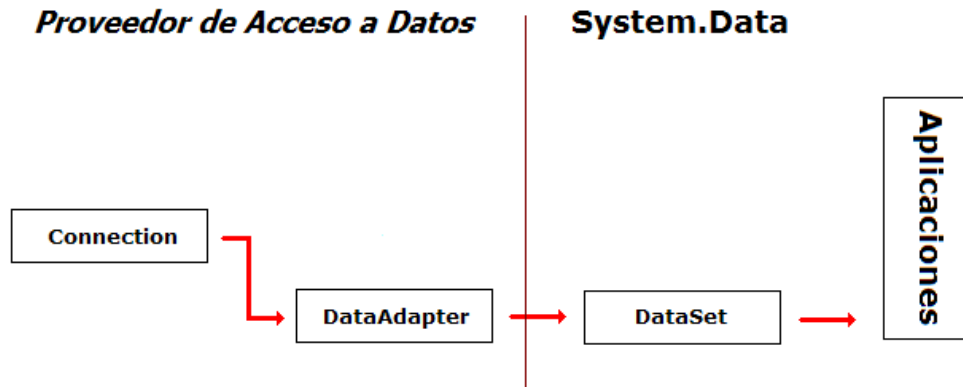 Proveedor de Acceso a Datos
System.Data
Aplicaciones
Connection
DataAdapter
DataSet